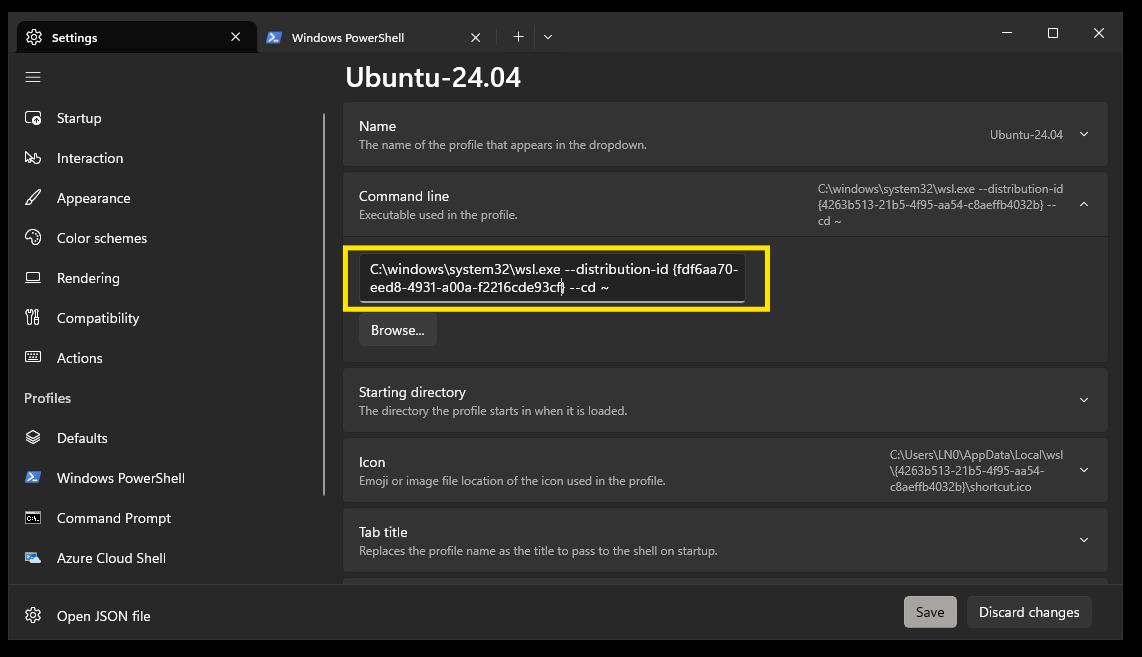 Settings
Windows PowerShell
Ubuntu-24.04
Startup
Interaction
Appearance
Color schemes
Rendering
Compatibility
Actions
Profiles
Defaults
Windows PowerShell
Command Prompt
Azure Cloud Shell
Open JSON file
Name
The name of the profile that appears in the dropdown.
Ubuntu-24.04
Command line
Executable used in the profile.
C:\windows\system32\wsl.exe --distribution-id
{4263b513-21b5-4f95-aa54-c8aeffb4032b} --
cd ~
C:\windows\system32\wsl.exe --distribution-id {fdf6aa70-
eed8-4931-a00a-f2216cde93cf} --cd ~
Browse...
Starting directory
The directory the profile starts in when it is loaded.
Icon
Emoji or image file location of the icon used in the profile.
C:\Users\LN0\AppData\Local\wsl
\{4263b513-21b5-4f95-aa54-
c8aeffb4032b}\shortcut.ico
Tab title
Replaces the profile name as the title to pass to the shell on startup.
Save
Discard changes